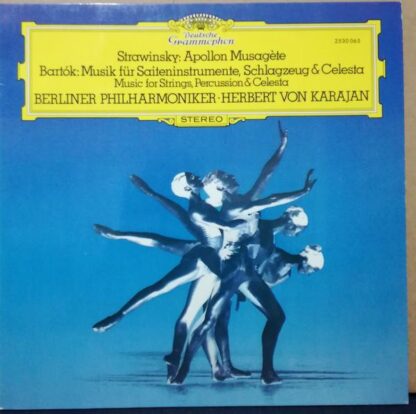 Deutsche
Grammophon
2530 065
Strawinsky: Apollon Musagète
Bartók: Musik für Saiteninstrumente, Schlagzeug & Celesta
Music for Strings, Percussion & Celesta
BERLINER PHILHARMONIKER · HERBERT VON KARAJAN
STEREO